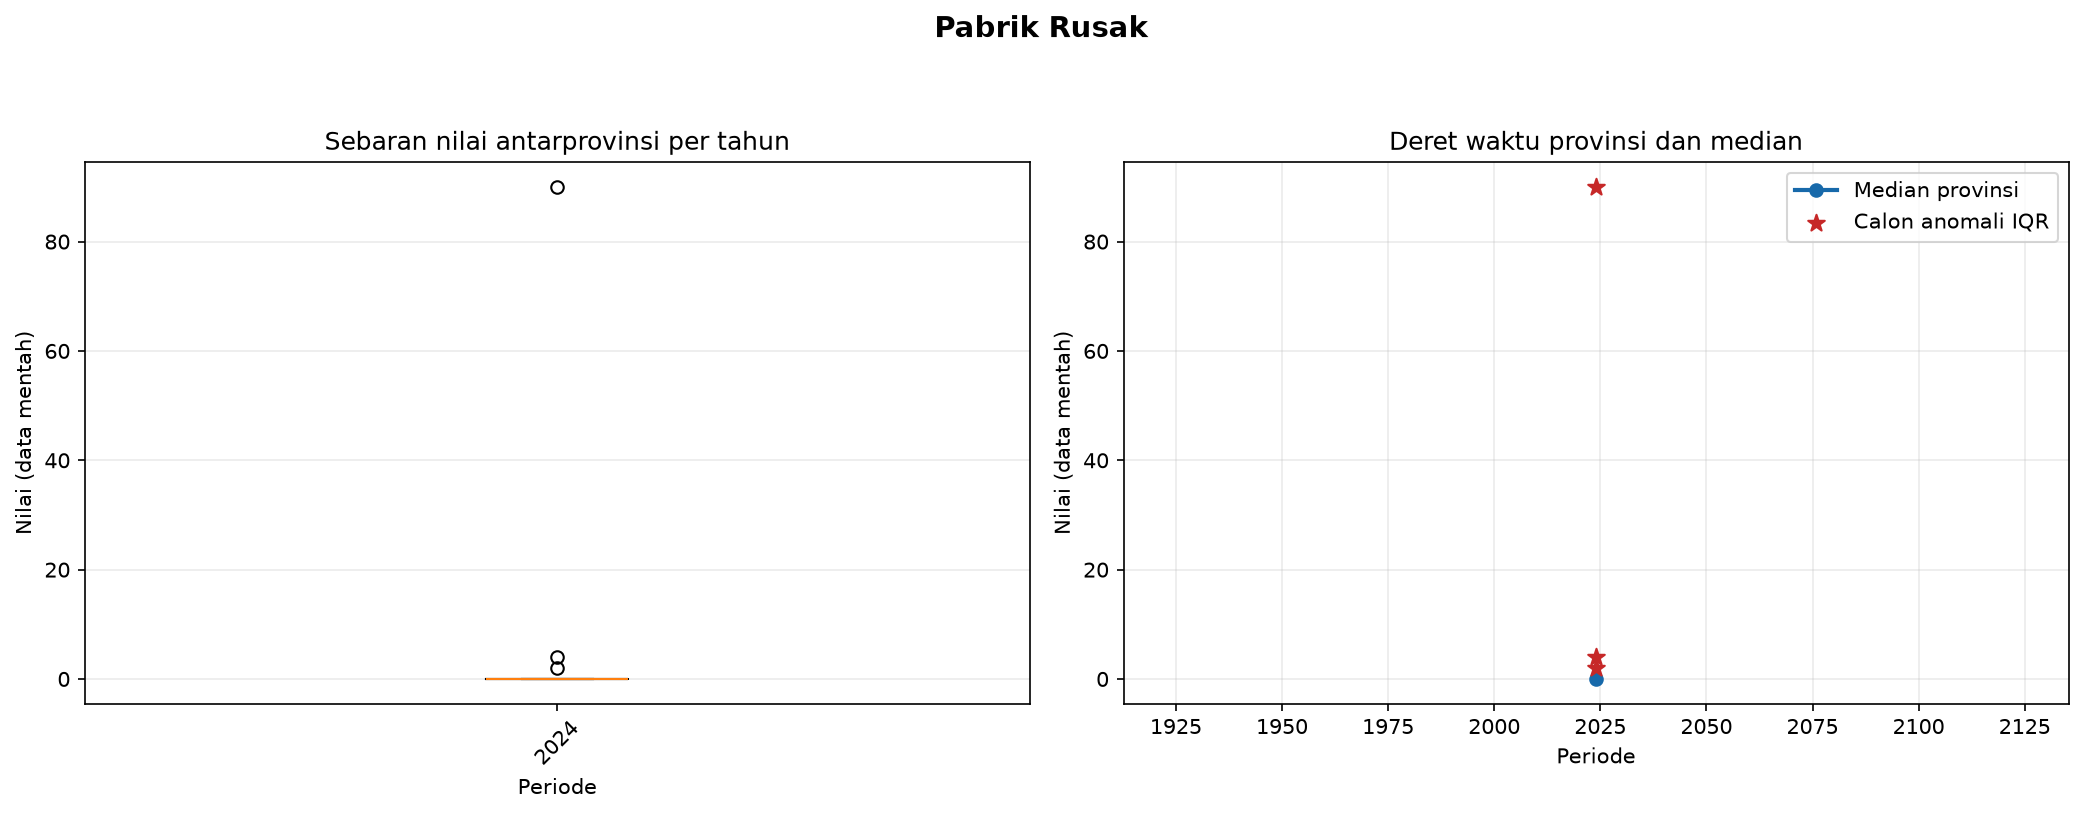 Pabrik Rusak
Sebaran nilai antarprovinsi per tahun
Nilai (data mentah)
80
60
40
20
0
2024
Periode
Deret waktu provinsi dan median
Nilai (data mentah)
80
60
40
20
0
Median provinsi
Calon anomali IQR
1925 1950 1975 2000 2025 2050 2075 2100 2125
Periode